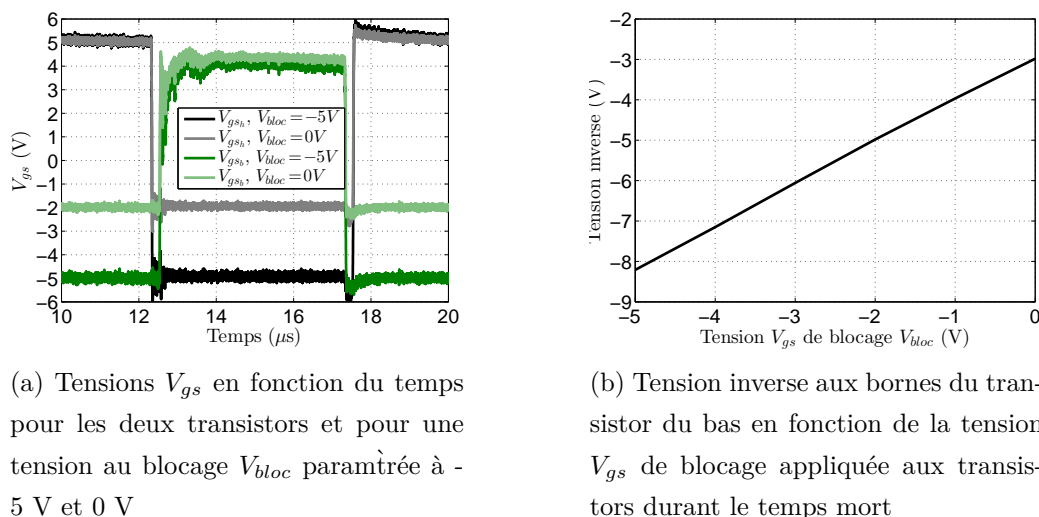 6
5
4
3
2
1
0
−1
−2
−3
−4
−5
−6
V_gs (V)
V_gs_h, V_bloc=−5V
V_gs_h, V_bloc=0V
V_gs_b, V_bloc=−5V
V_gs_b, V_bloc=0V
10 12 14 16 18 20
Temps (μs)
(a) Tensions V_gs en fonction du temps
pour les deux transistors et pour une
tension au blocage V_bloc paramt̀rée à -
5 V et 0 V
−2
−3
−4
−5
−6
−7
−8
−9
Tension inverse (V)
−5 −4 −3 −2 −1 0
Tension V_gs de blocage V_bloc (V)
(b) Tension inverse aux bornes du tran-
sistor du bas en fonction de la tension
V_gs de blocage appliquée aux transis-
tors durant le temps mort